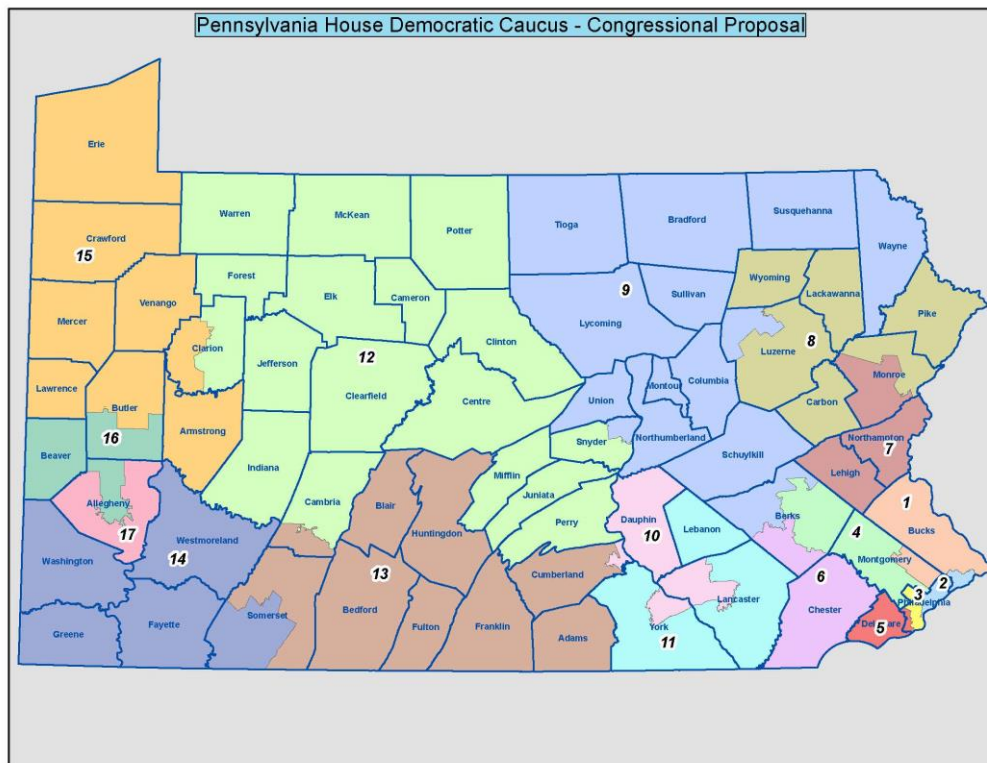 Pennsylvania House Democratic Caucus - Congressional Proposal
Erie
Warren
McKean
Potter
Tioga
Bradford
Susquehanna
Wayne
Crawford
15
Forest
Elk
Cameron
Wyoming
Lackawanna
Venango
9
Sullivan
Pike
Mercer
Lycoming
Clarion
Jefferson
12
Clinton
Luzerne
8
Monroe
Lawrence
Clearfield
Centre
Union
Montour
Columbia
Carbon
Butler
Armstrong
16
Snyder
Northumberland
Northampton
7
Beaver
Indiana
Mifflin
Schuylkill
Lehigh
Juniata
Allegheny
Cambria
Blair
Perry
Dauphin
Lebanon
Berks
1
17
Westmoreland
Huntingdon
10
4
Bucks
14
Washington
13
Cumberland
Montgomery
6
2
3
Lancaster
Philadelphia
Somerset
Bedford
Chester
Delaware
Greene
Fayette
Fulton
Franklin
Adams
York
11
5